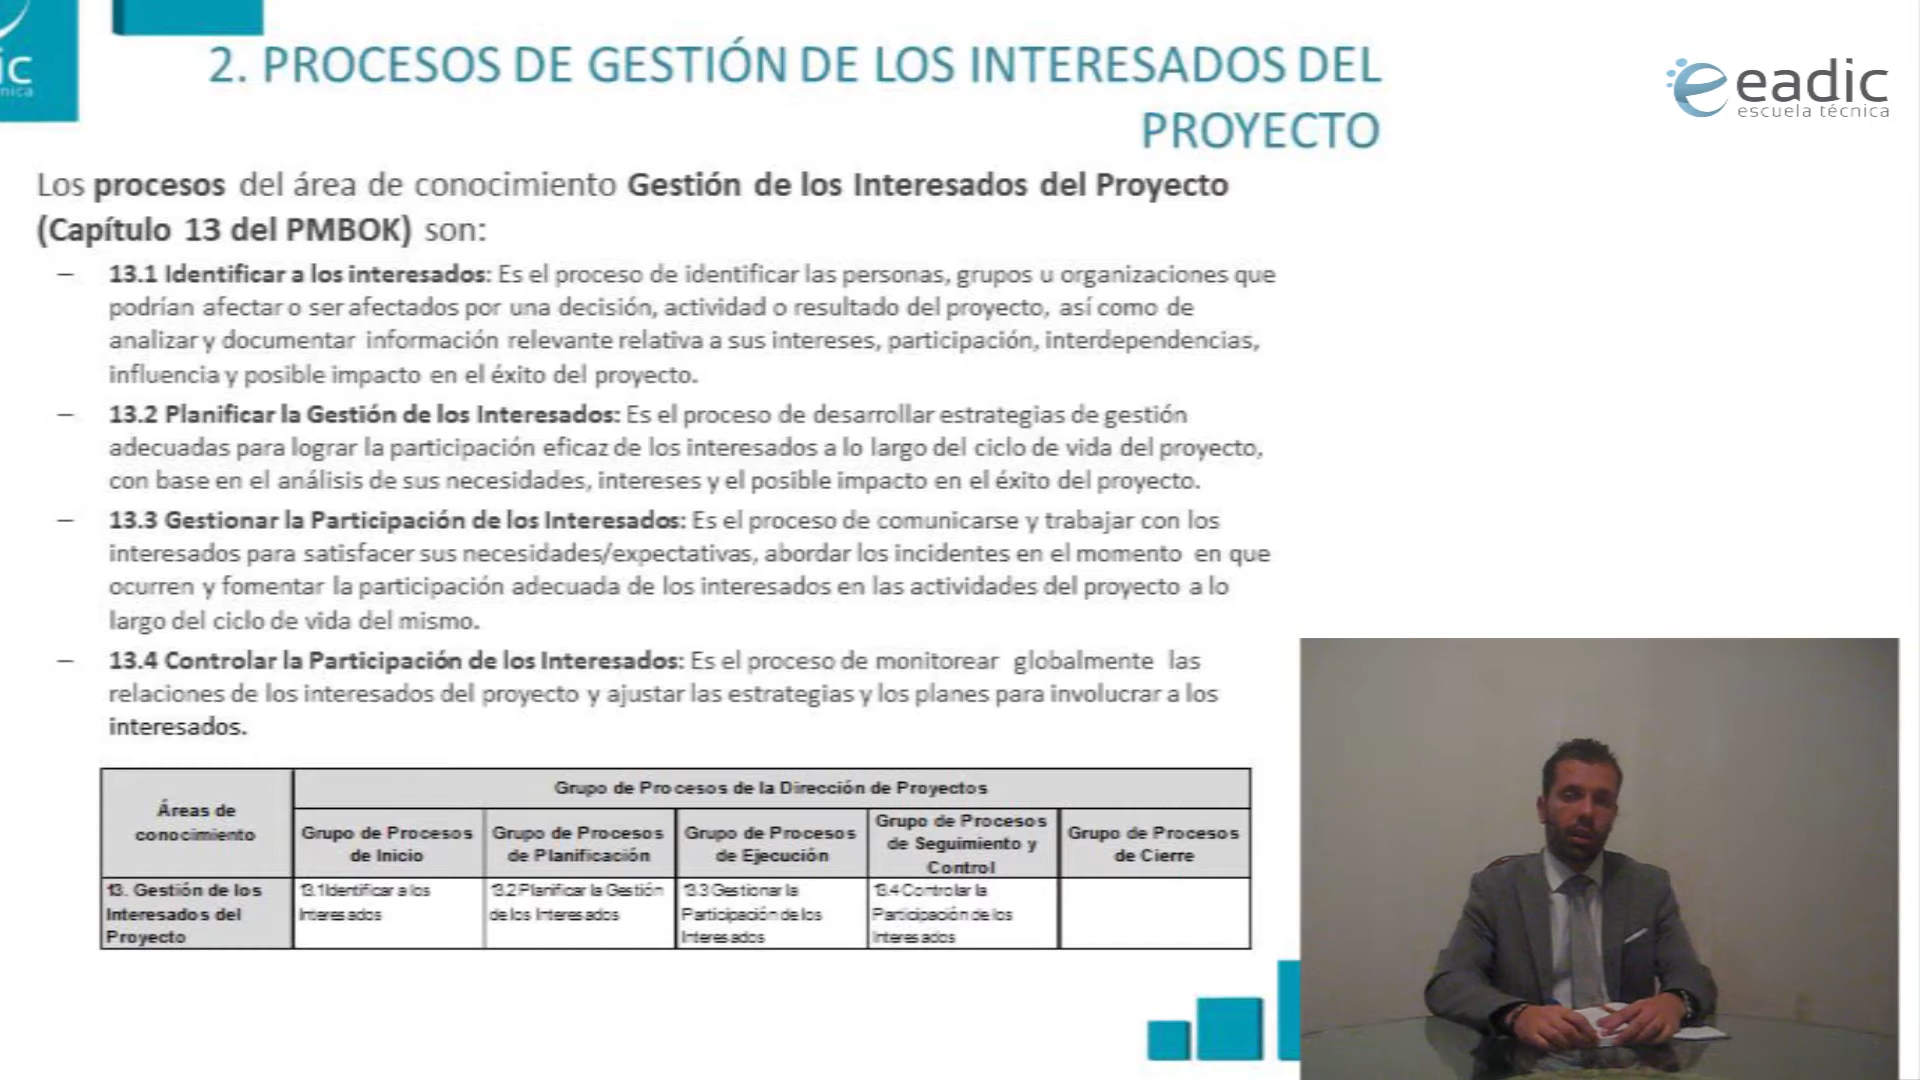 ic
nica
2. PROCESOS DE GESTIÓN DE LOS INTERESADOS DEL
PROYECTO
eadic
escuela técnica
Los procesos del área de conocimiento Gestión de los Interesados del Proyecto
(Capítulo 13 del PMBOK) son:
– 13.1 Identificar a los interesados: Es el proceso de identificar las personas, grupos u organizaciones que
podrían afectar o ser afectados por una decisión, actividad o resultado del proyecto, así como de
analizar y documentar información relevante relativa a sus intereses, participación, interdependencias,
influencia y posible impacto en el éxito del proyecto.
– 13.2 Planificar la Gestión de los Interesados: Es el proceso de desarrollar estrategias de gestión
adecuadas para lograr la participación eficaz de los interesados a lo largo del ciclo de vida del proyecto,
con base en el análisis de sus necesidades, intereses y el posible impacto en el éxito del proyecto.
– 13.3 Gestionar la Participación de los Interesados: Es el proceso de comunicarse y trabajar con los
interesados para satisfacer sus necesidades/expectativas, abordar los incidentes en el momento en que
ocurren y fomentar la participación adecuada de los interesados en las actividades del proyecto a lo
largo del ciclo de vida del mismo.
– 13.4 Controlar la Participación de los Interesados: Es el proceso de monitorear globalmente las
relaciones de los interesados del proyecto y ajustar las estrategias y los planes para involucrar a los
interesados.
Áreas de
conocimiento
Grupo de Procesos de la Dirección de Proyectos
Grupo de Procesos
de Inicio
Grupo de Procesos
de Planificación
Grupo de Procesos
de Ejecución
Grupo de Procesos
de Seguimiento y
Control
Grupo de Procesos
de Cierre
13. Gestión de los
Interesados del
Proyecto
13.1 Identificar a los
Interesados
13.2 Planificar la Gestión
de los Interesados
13.3 Gestionar la
Participación de los
Interesados
13.4 Controlar la
Participación de los
Interesados